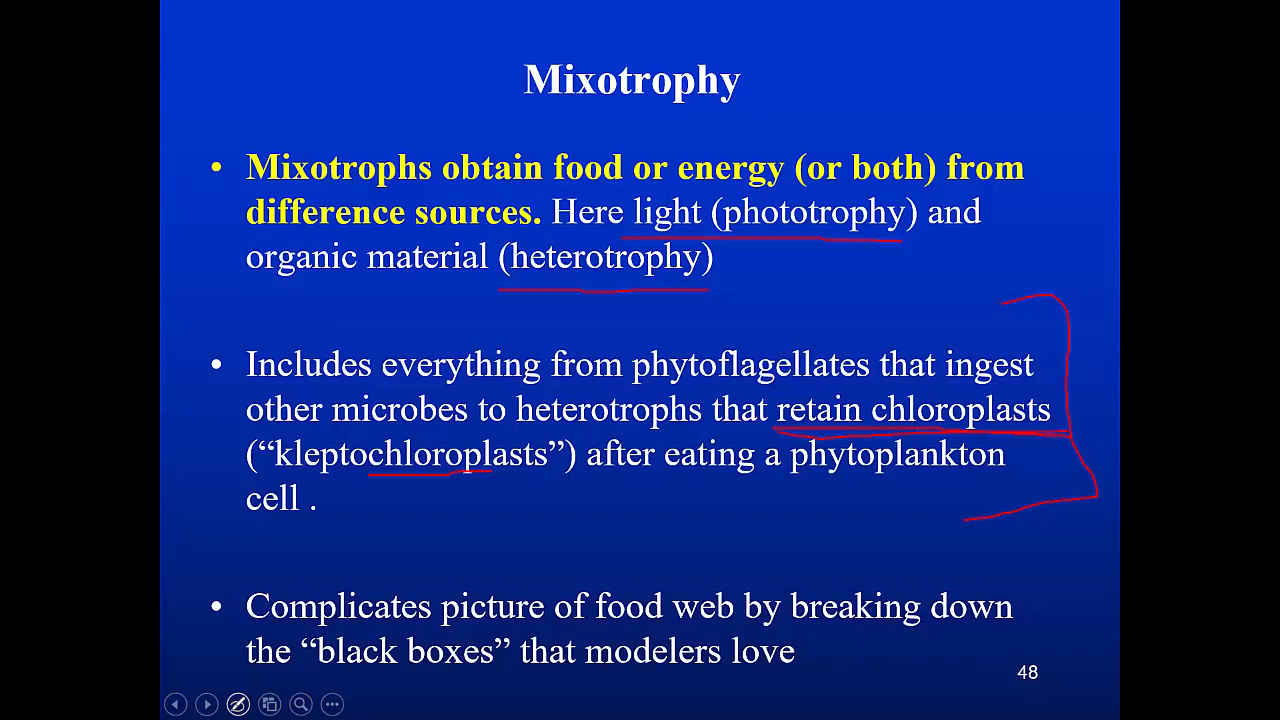 Mixotrophy
• Mixotrophs obtain food or energy (or both) from
difference sources. Here light (phototrophy) and
organic material (heterotrophy)
• Includes everything from phytoflagellates that ingest
other microbes to heterotrophs that retain chloroplasts
(“kleptochloroplasts”) after eating a phytoplankton
cell .
• Complicates picture of food web by breaking down
the “black boxes” that modelers love
48